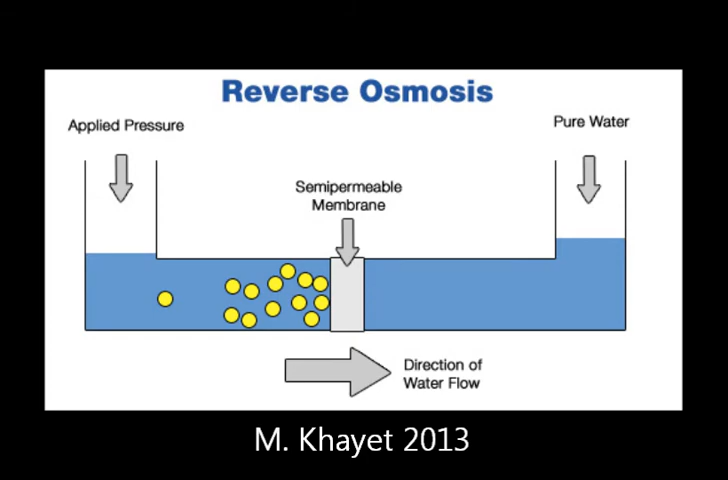 Reverse Osmosis
Applied Pressure
Pure Water
Semipermeable
Membrane
Direction of
Water Flow
M. Khayet 2013